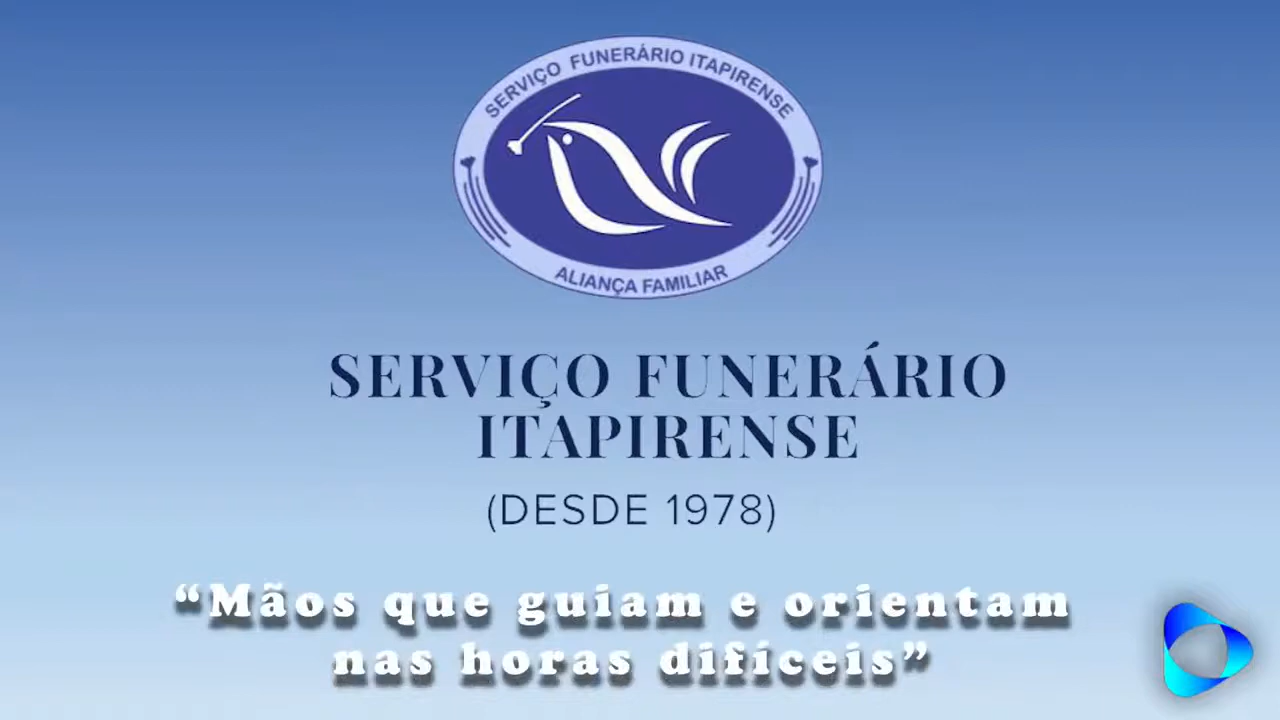 SERVIÇO FUNERÁRIO ITAPIRENSE
ALIANÇA FAMILIAR
SERVIÇO FUNERÁRIO
ITAPIRENSE
(DESDE 1978)
“Mãos que guiam e orientam
nas horas difíceis”